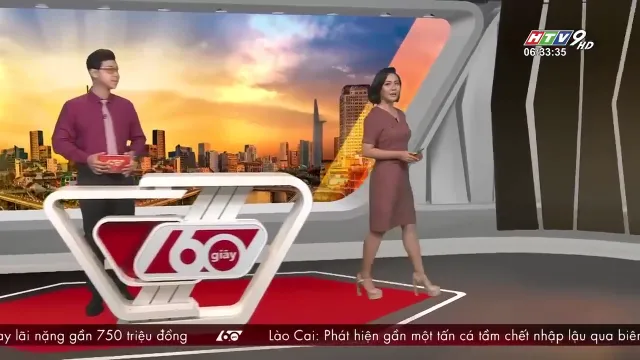 HTV9 HD
06:33:35
60 giây
ay lãi nặng gần 750 triệu đồng 60 Lào Cai: Phát hiện gần một tấn cá tầm chết nhập lậu qua biê